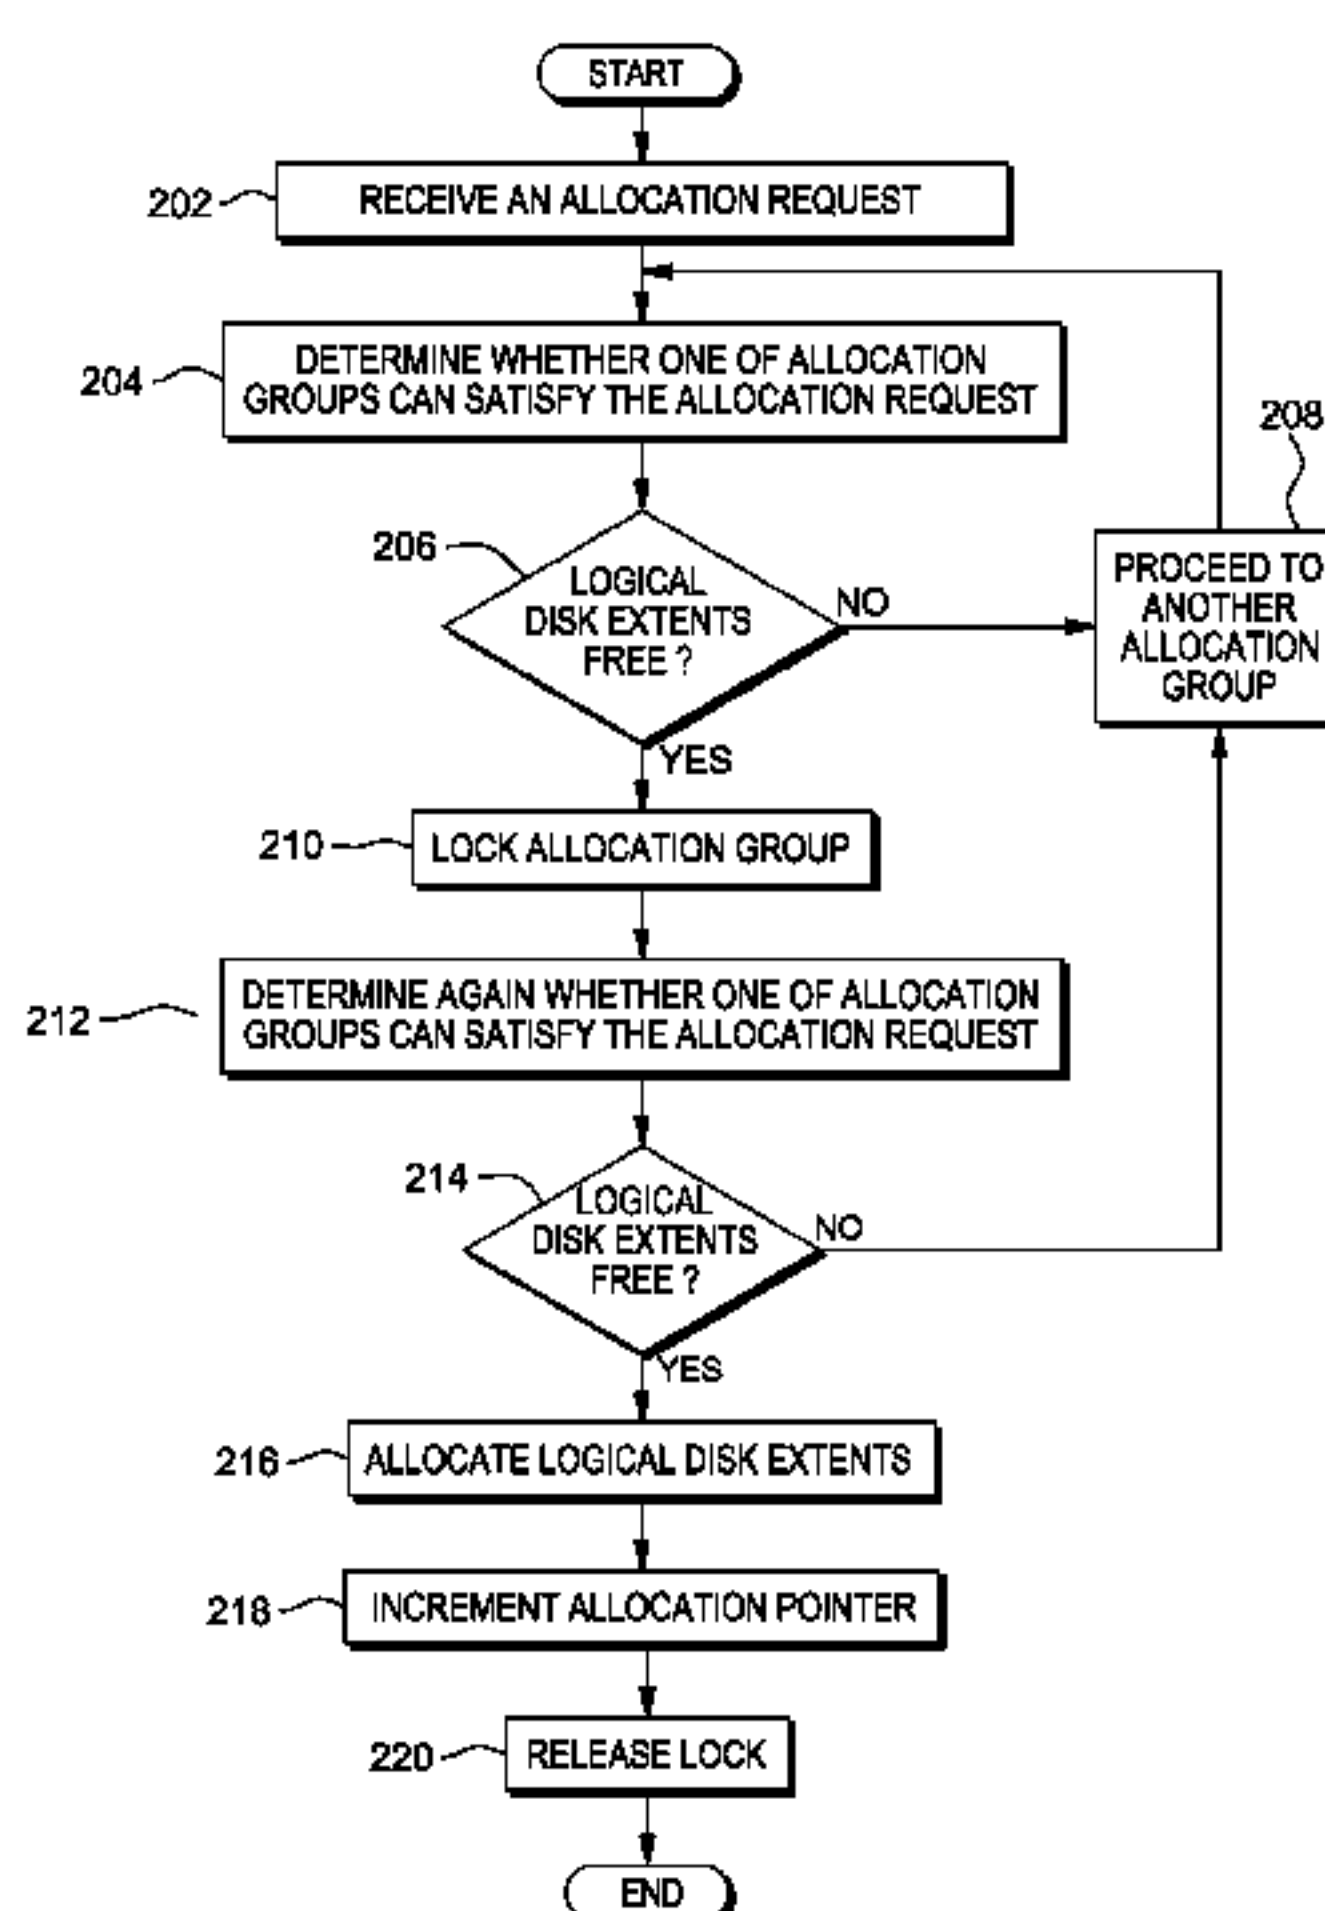 START
202
RECEIVE AN ALLOCATION REQUEST
204
DETERMINE WHETHER ONE OF ALLOCATION
GROUPS CAN SATISFY THE ALLOCATION REQUEST
206
LOGICAL
DISK EXTENTS
FREE ?
NO
208
PROCEED TO
ANOTHER
ALLOCATION
GROUP
YES
210
LOCK ALLOCATION GROUP
212
DETERMINE AGAIN WHETHER ONE OF ALLOCATION
GROUPS CAN SATISFY THE ALLOCATION REQUEST
214
LOGICAL
DISK EXTENTS
FREE ?
NO
YES
216
ALLOCATE LOGICAL DISK EXTENTS
218
INCREMENT ALLOCATION POINTER
220
RELEASE LOCK
END